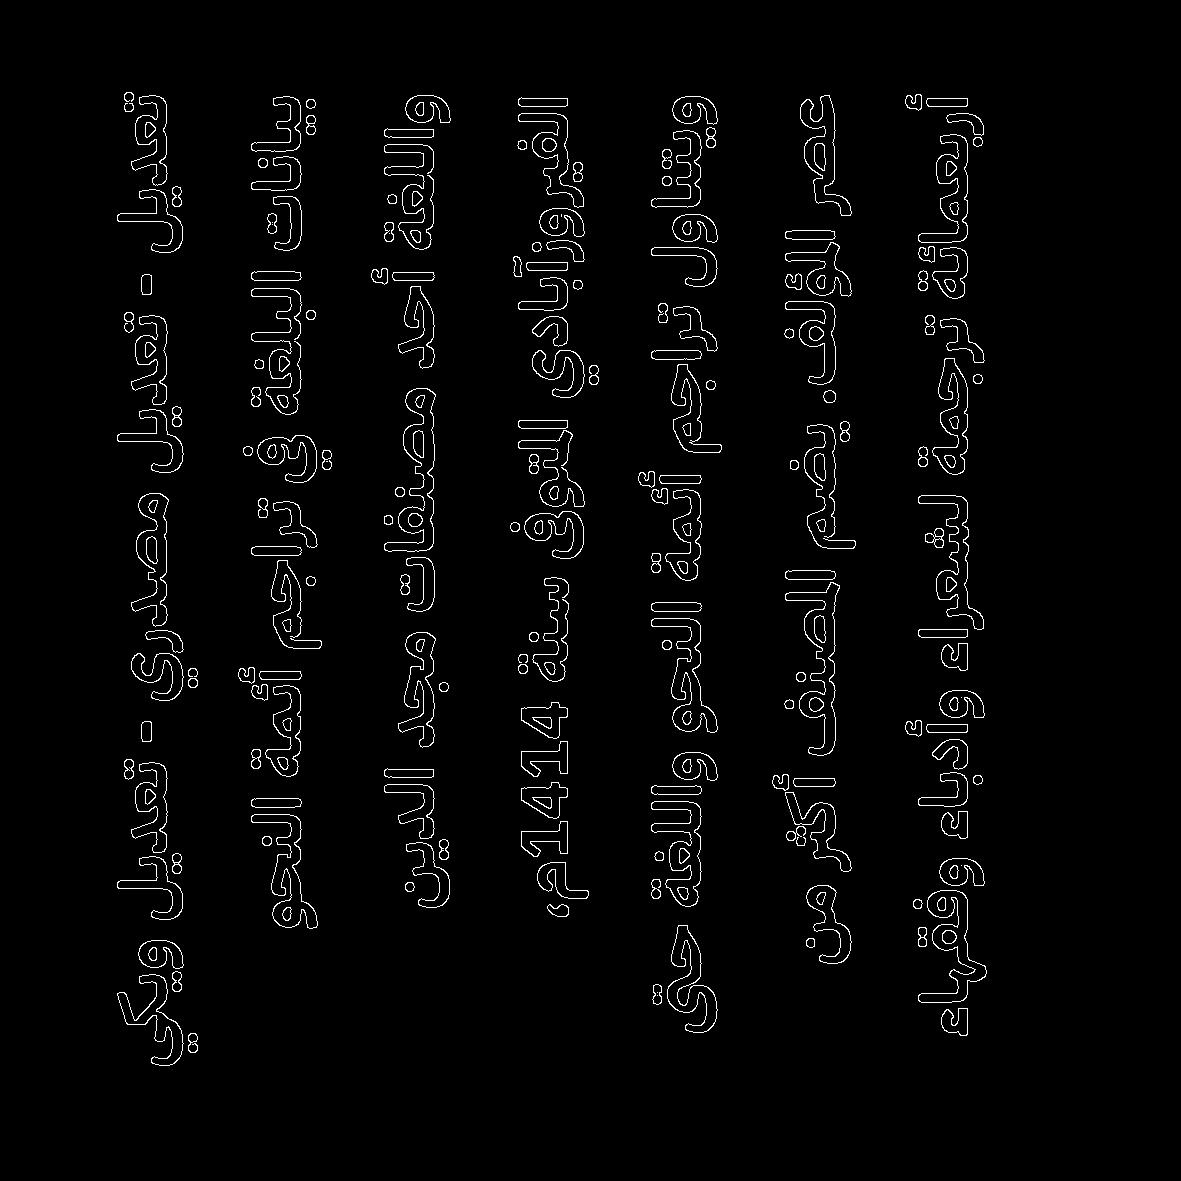 تعديل - تعديل مصدري - تعديل ويكي
بيانات البلغة في تراجم أئمة النحو
واللغة أحد مصنفات مجد الدين
الفيروزآبادي المتوفى سنة 1414م،
ويتناول تراجم أئمة النحو واللغة حتى
عصر المؤلف. يضم المصنف أكثر من
أربعمائة ترجمة لشعراء وأدباء وفقهاء